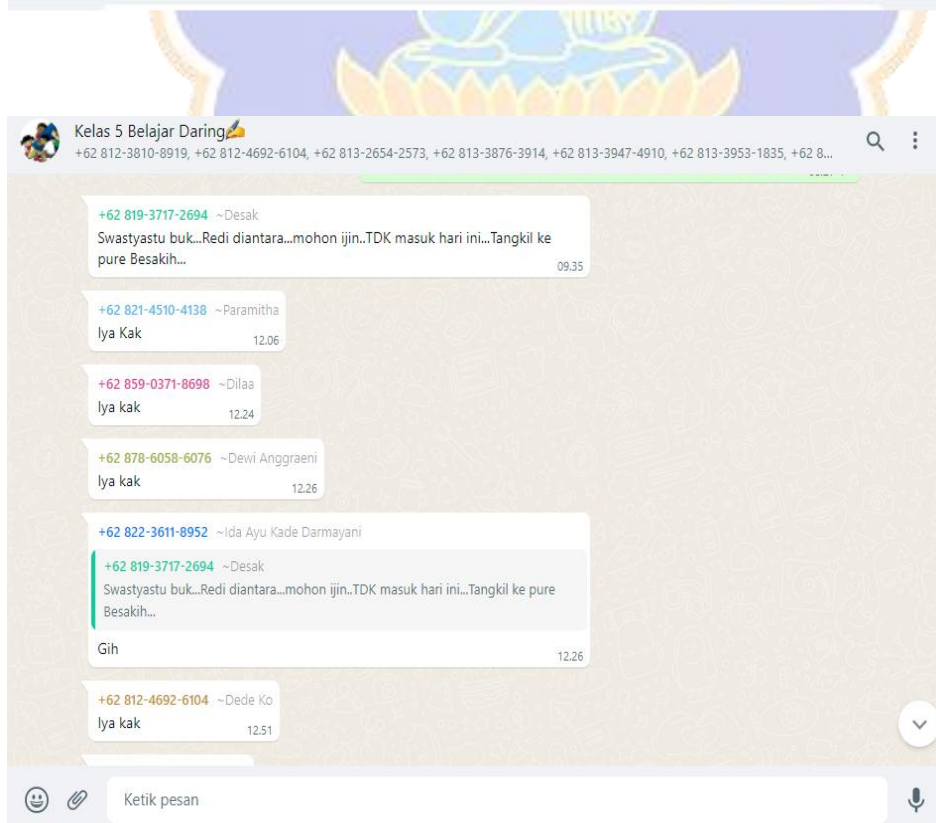 Kelas 5 Belajar Daring✍
+62 812-3810-8919, +62 812-4692-6104, +62 813-2654-2573, +62 813-3876-3914, +62 813-3947-4910, +62 813-3953-1835, +62 8...
+62 819-3717-2694 ~Desak
Swastyastu buk...Redi diantara...mohon ijin..TDK masuk hari ini...Tangkil ke
pure Besakih...
09.35
+62 821-4510-4138 ~Paramitha
Iya Kak
12.06
+62 859-0371-8698 ~Dilaa
Iya kak
12.24
+62 878-6058-6076 ~Dewi Anggraeni
Iya kak
12.26
+62 822-3611-8952 ~Ida Ayu Kade Darmayani
+62 819-3717-2694 ~Desak
Swastyastu buk...Redi diantara...mohon ijin..TDK masuk hari ini...Tangkil ke pure
Besakih...
Gih
12.26
+62 812-4692-6104 ~Dede Ko
Iya kak
12.51
Ketik pesan